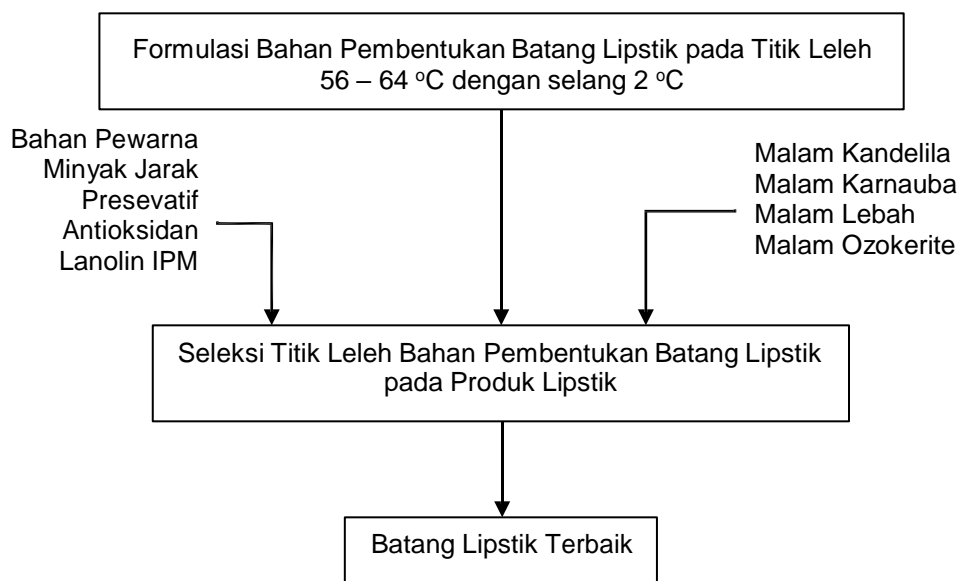 Formulasi Bahan Pembentukan Batang Lipstik pada Titik Leleh
56 – 64 ºC dengan selang 2 ºC
Bahan Pewarna
Minyak Jarak
Presevatif
Antioksidan
Lanolin IPM
Malam Kandelila
Malam Karnauba
Malam Lebah
Malam Ozokerite
Seleksi Titik Leleh Bahan Pembentukan Batang Lipstik
pada Produk Lipstik
Batang Lipstik Terbaik